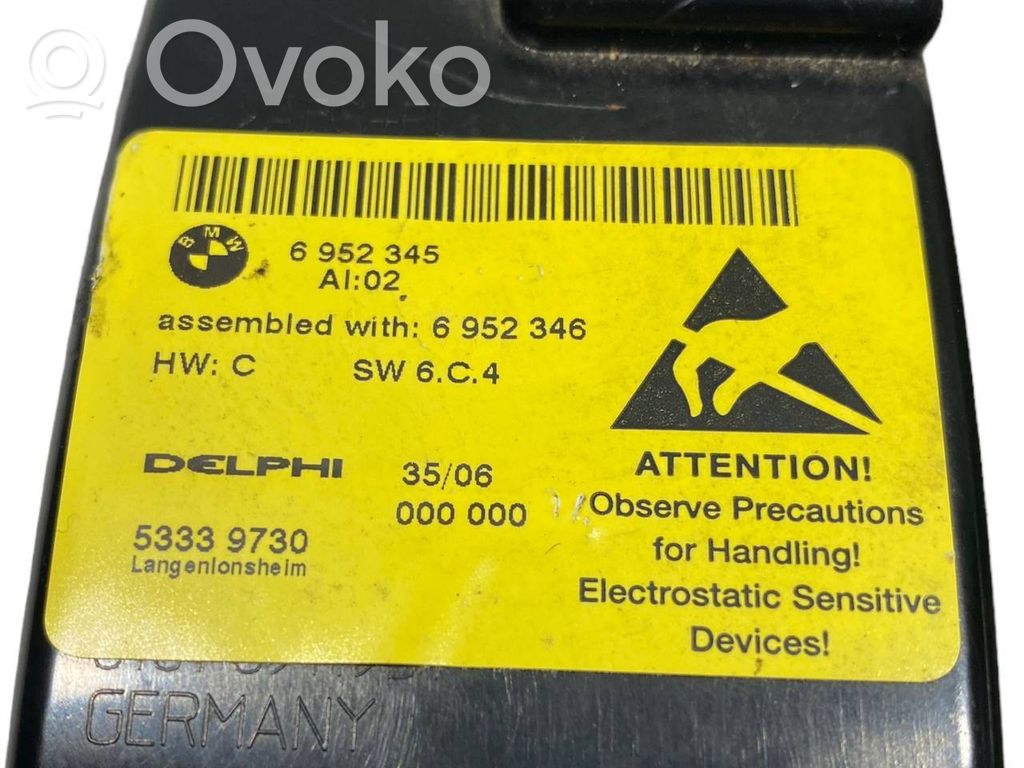 Ovoko
BMW
6 952 345
AI:02
assembled with: 6 952 346
HW: C SW 6.C.4
DELPHI 35/06
000 000
5333 9730
Langenlonsheim
ATTENTION!
Observe Precautions
for Handling!
Electrostatic Sensitive
Devices!
GERMANY